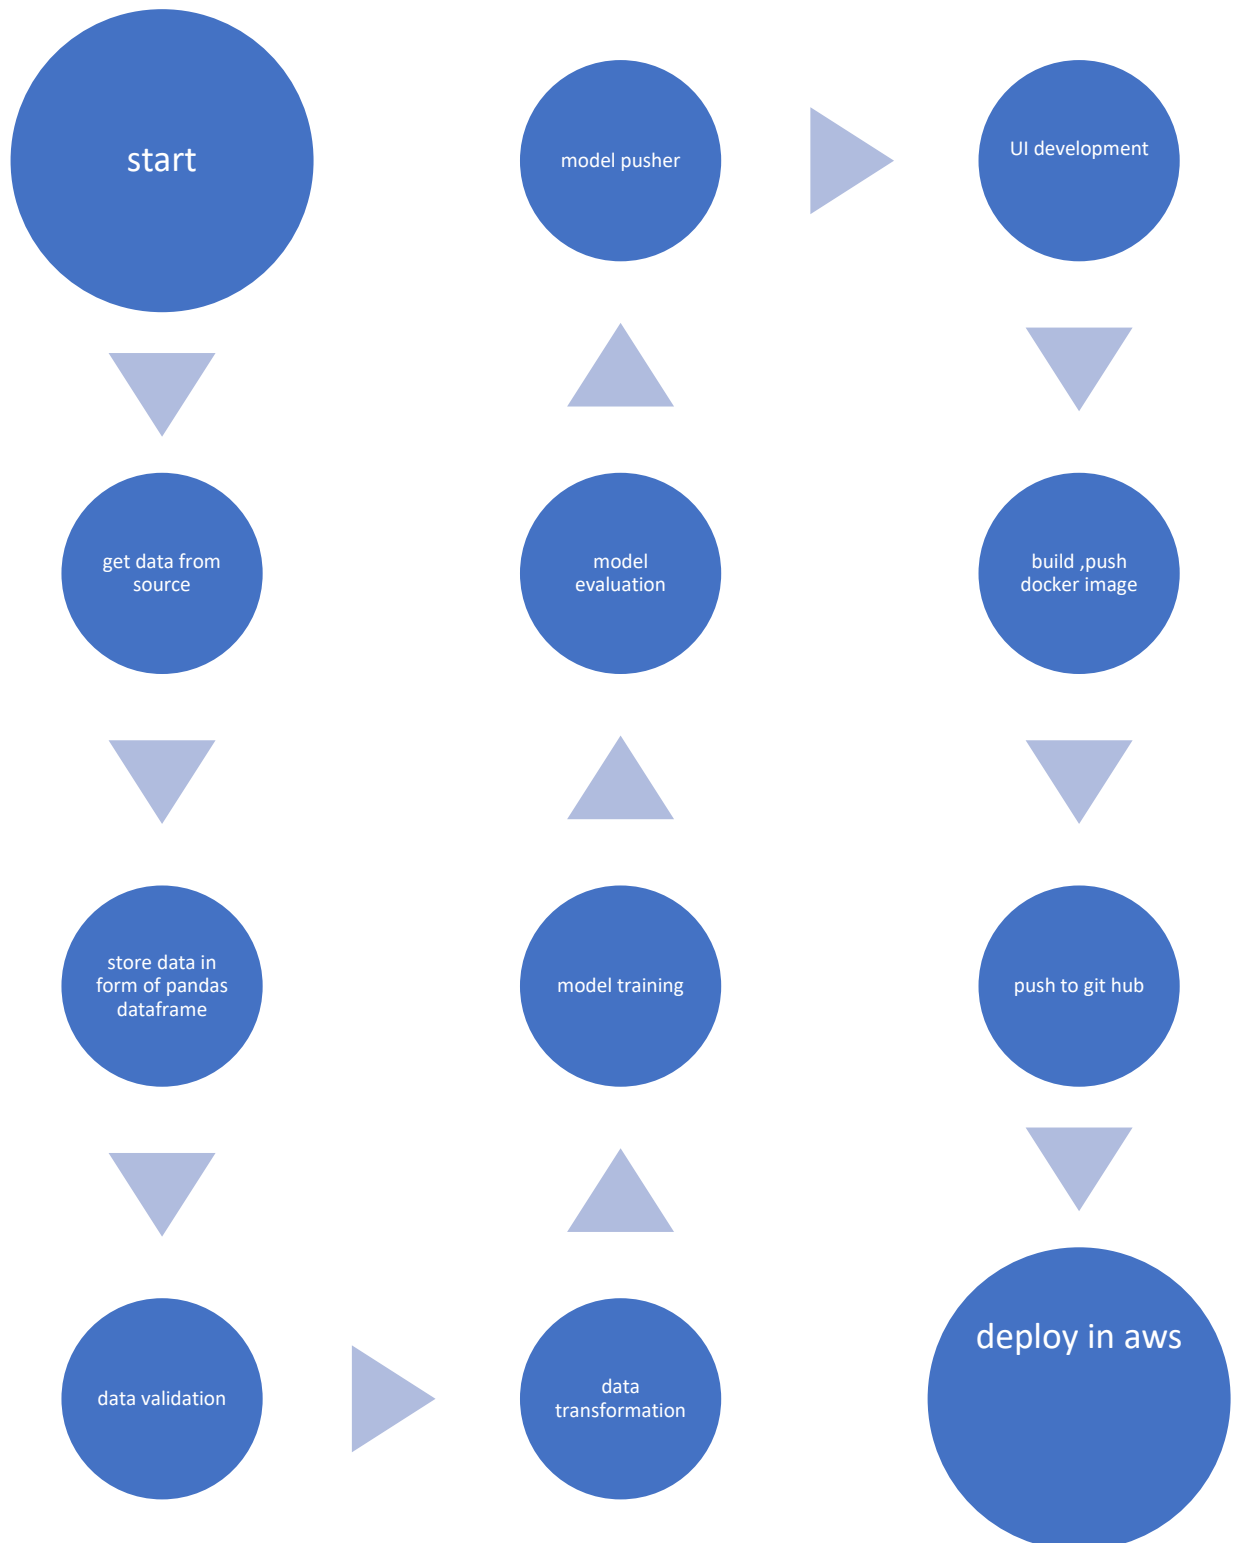 start
get data from
source
store data in
form of pandas
dataframe
data validation
data
transformation
model training
model
evaluation
model pusher
UI development
build ,push
docker image
push to git hub
deploy in aws